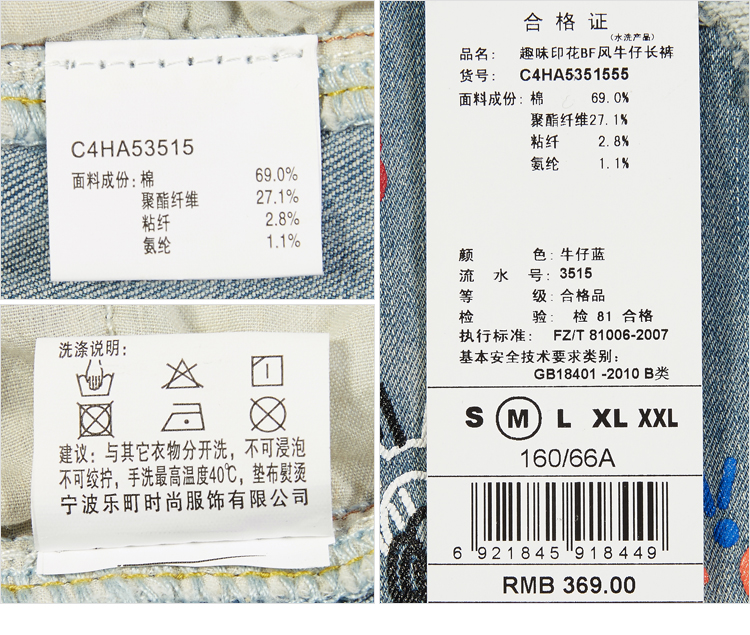 C4HA53515
面料成份: 棉 69.0%
聚酯纤维 27.1%
粘纤 2.8%
氨纶 1.1%
洗涤说明:
建议: 与其它衣物分开洗, 不可浸泡
不可绞拧, 手洗最高温度40℃, 垫布熨烫
宁波乐町时尚服饰有限公司
合格证
(水洗产品)
品名: 趣味印花BF风牛仔长裤
货号: C4HA5351555
面料成份: 棉 69.0%
聚酯纤维27.1%
粘纤 2.8%
氨纶 1.1%
颜 色: 牛仔蓝
流 水 号: 3515
等 级: 合格品
检 验: 检 81 合格
执行标准: FZ/T 81006-2007
基本安全技术要求类别:
GB18401 -2010 B类
S M L XL XXL
160/66A
6 921845 918449
RMB 369.00